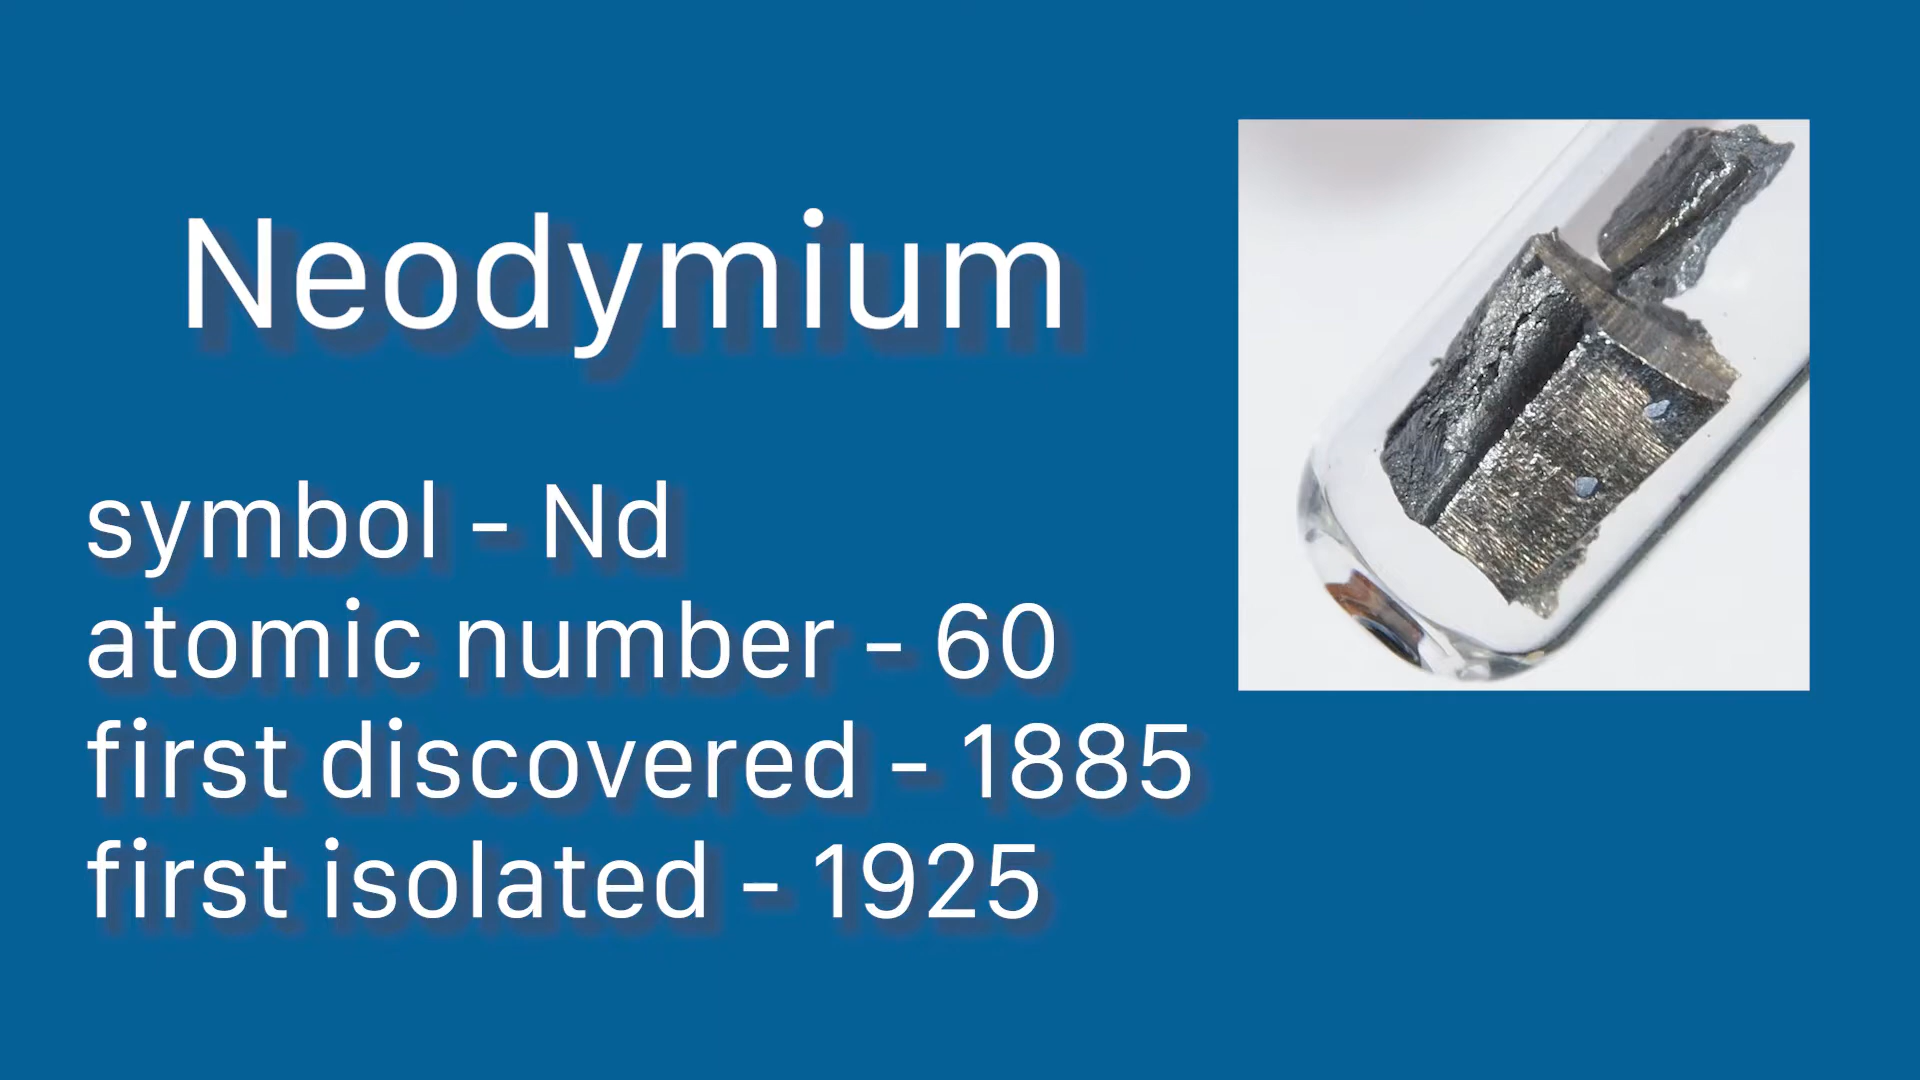 Neodymium
symbol - Nd
atomic number - 60
first discovered - 1885
first isolated - 1925